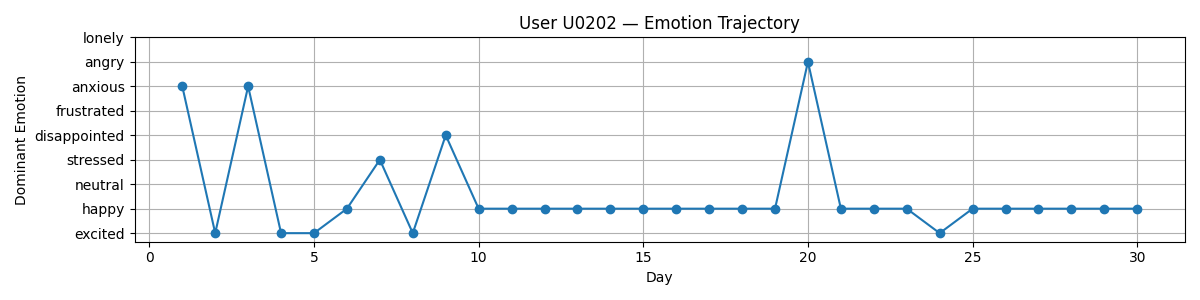 User U0202 — Emotion Trajectory
Dominant Emotion
lonely
angry
anxious
frustrated
disappointed
stressed
neutral
happy
excited
0 5 10 15 20 25 30
Day